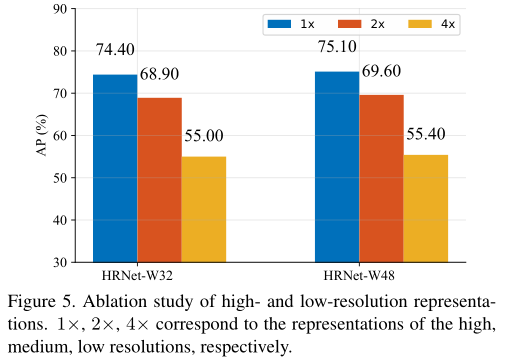 90
80
70
60
50
40
30
AP (%)
1x 2x 4x
74.40
68.90
55.00
75.10
69.60
55.40
HRNet-W32 HRNet-W48
Figure 5. Ablation study of high- and low-resolution representa-
tions. 1×, 2×, 4× correspond to the representations of the high,
medium, low resolutions, respectively.